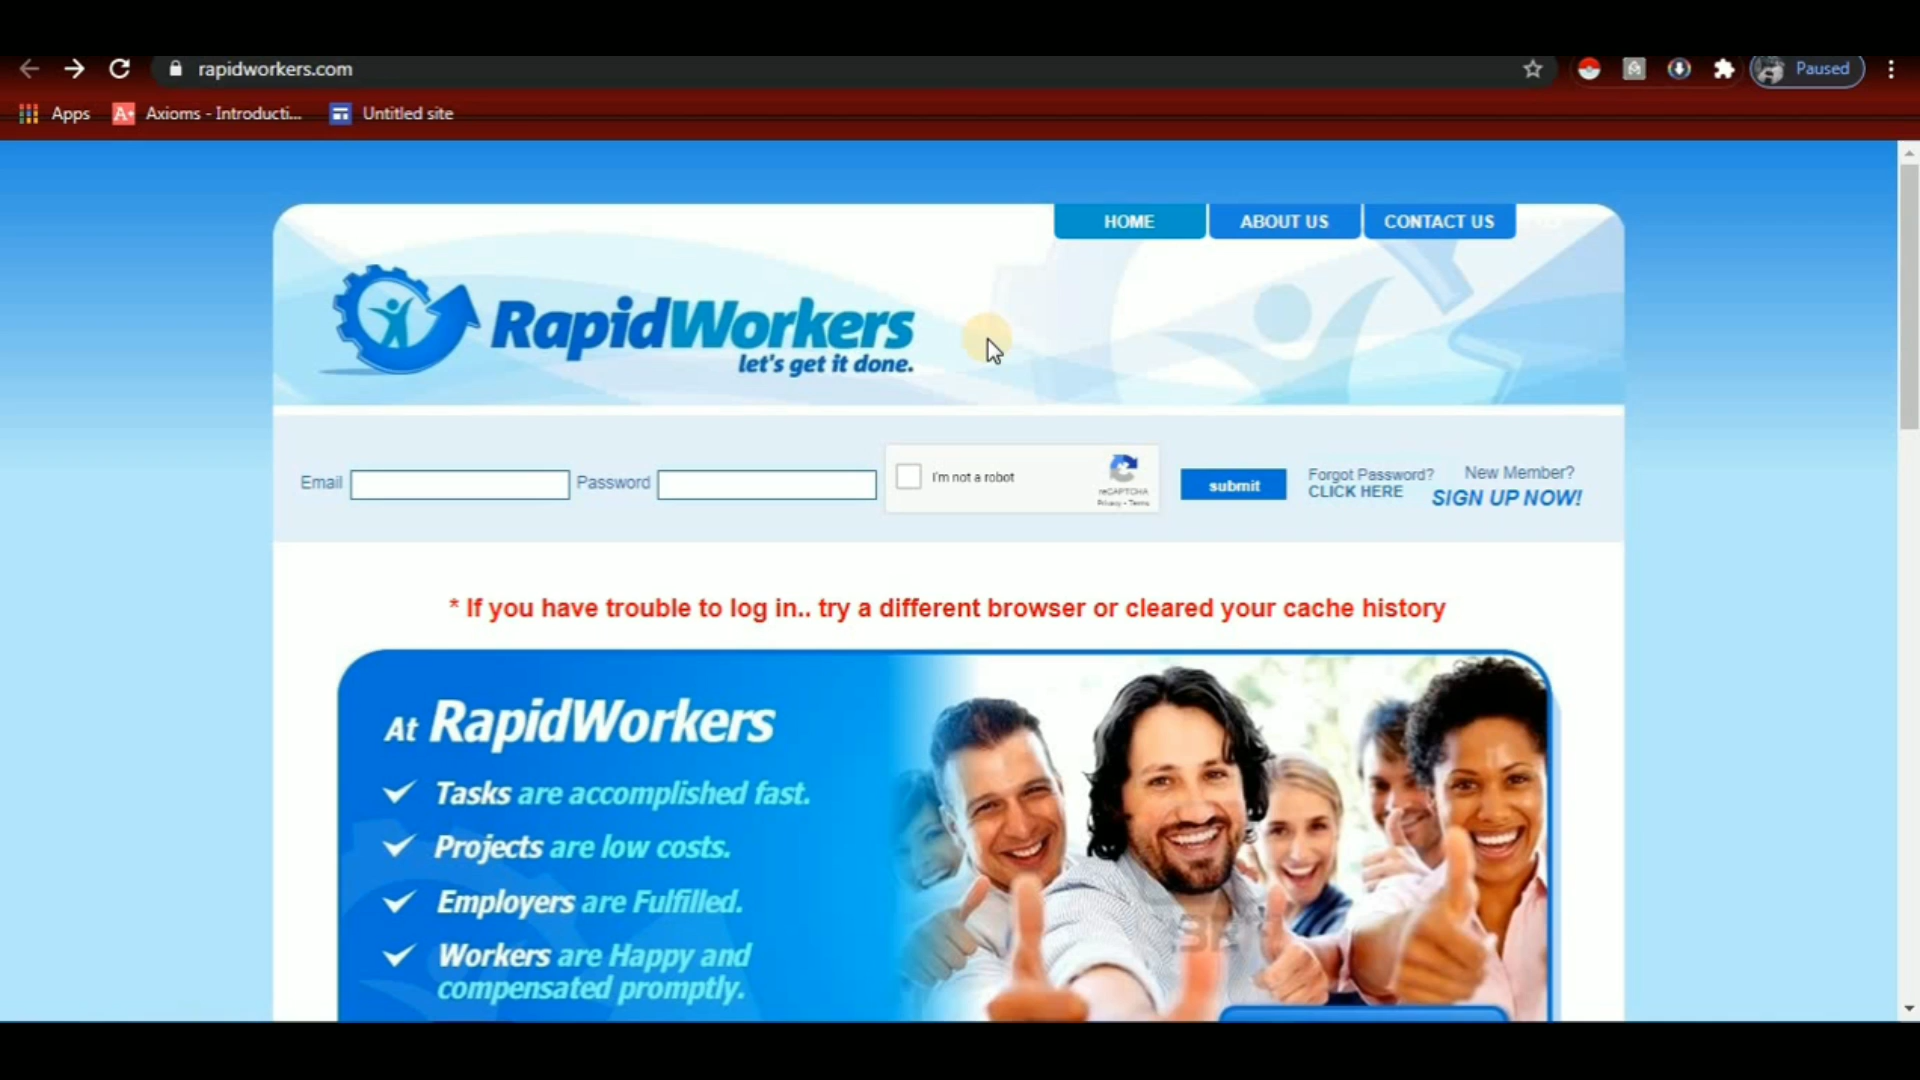 rapidworkers.com
Paused
Apps
Axioms - Introducti...
Untitled site
HOME
ABOUT US
CONTACT US
RapidWorkers
let's get it done.
Email
Password
I'm not a robot
reCAPTCHA
Privacy - Terms
submit
Forgot Password?
CLICK HERE
New Member?
SIGN UP NOW!
* If you have trouble to log in.. try a different browser or cleared your cache history
At RapidWorkers
Tasks are accomplished fast.
Projects are low costs.
Employers are Fulfilled.
Workers are Happy and
compensated promptly.